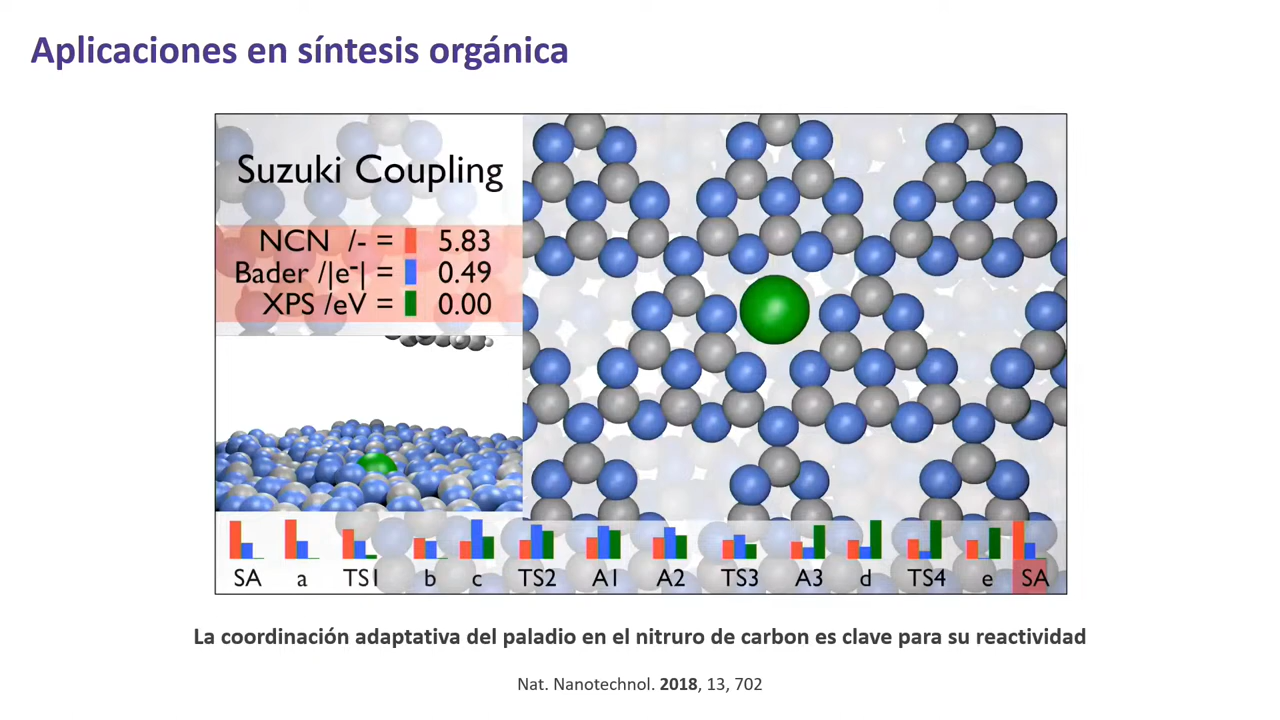 Aplicaciones en síntesis orgánica
Suzuki Coupling
NCN /- = 5.83
Bader /|e⁻| = 0.49
XPS /eV = 0.00
SA a TS1 b c TS2 A1 A2 TS3 A3 d TS4 e SA
La coordinación adaptativa del paladio en el nitruro de carbon es clave para su reactividad
Nat. Nanotechnol. 2018, 13, 702